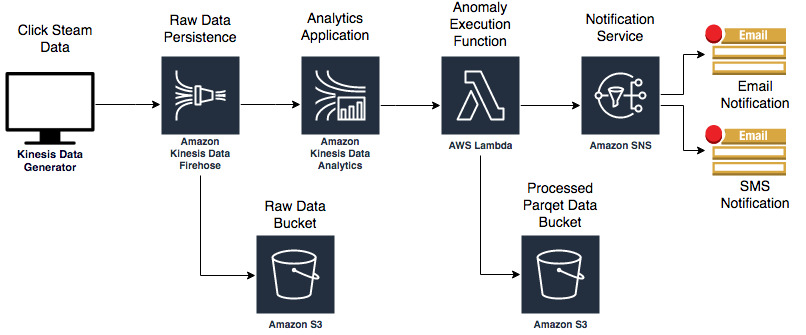 Click Steam
Data
Kinesis Data
Generator
Raw Data
Persistence
Amazon
Kinesis Data
Firehose
Analytics
Application
Amazon
Kinesis Data
Analytics
Anomaly
Execution
Function
AWS Lambda
Notification
Service
Amazon SNS
Email
Email
Notification
Email
SMS
Notification
Raw Data
Bucket
Amazon S3
Processed
Parqet Data
Bucket
Amazon S3